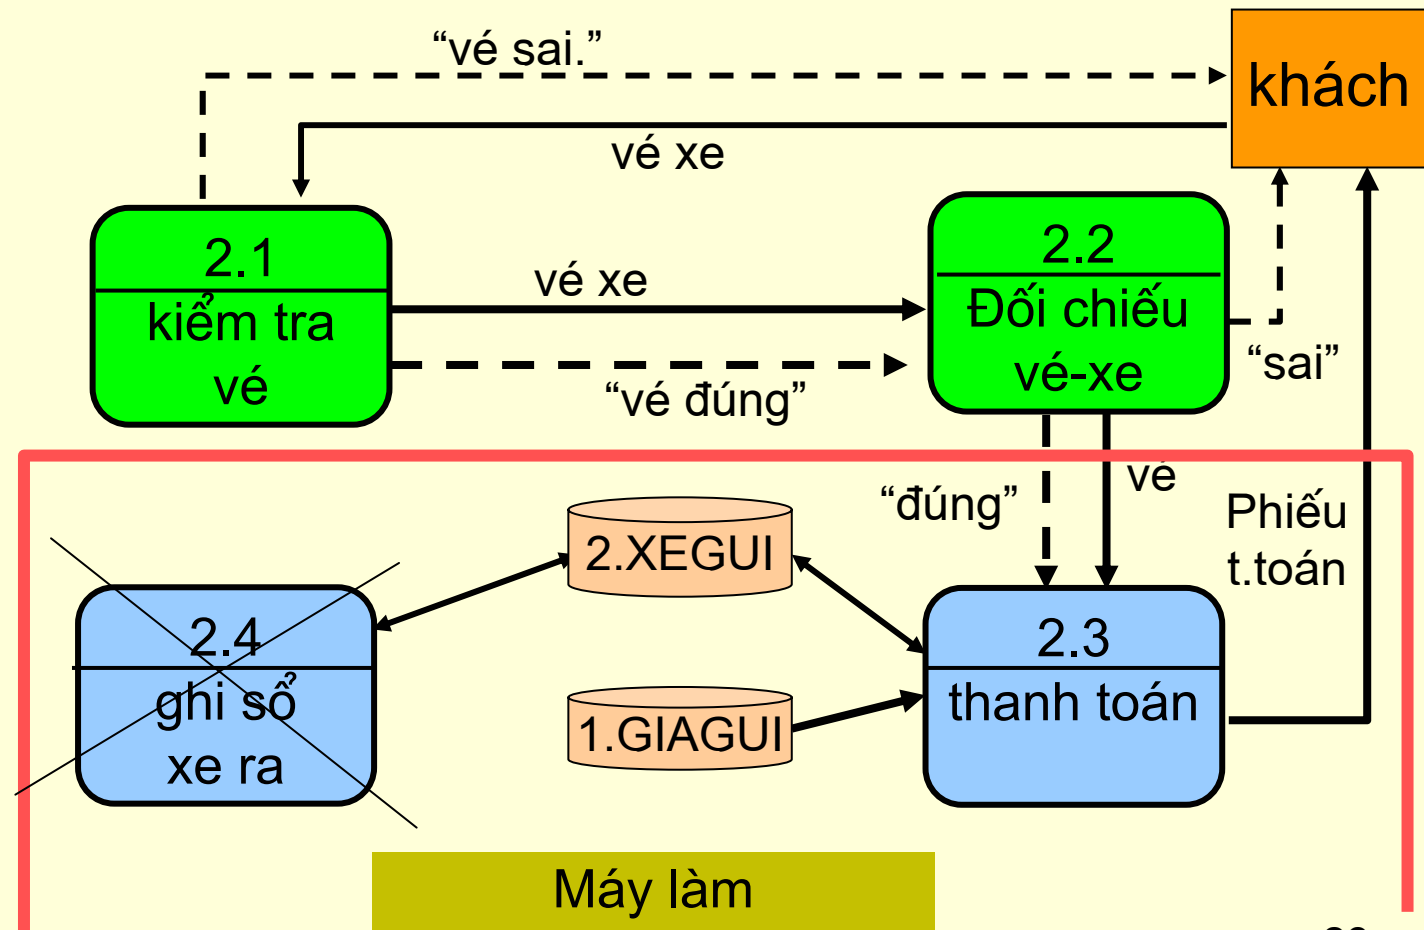 “vé sai.”
khách
vé xe
2.1
kiểm tra
vé
vé xe
“vé đúng”
2.2
Đối chiếu
vé-xe
“sai”
“đúng”
vé
Phiếu
t.toán
2.XEGUI
2.4
ghi sổ
xe ra
1.GIAGUI
2.3
thanh toán
Máy làm